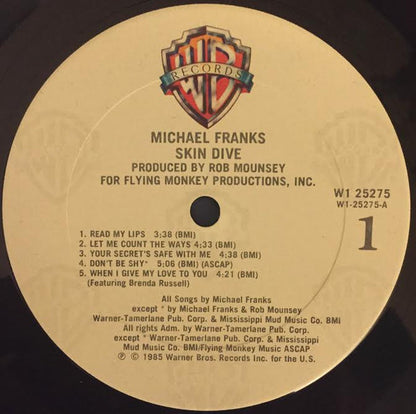 WB
RECORDS
MICHAEL FRANKS
SKIN DIVE
PRODUCED BY ROB MOUNSEY
FOR FLYING MONKEY PRODUCTIONS, INC.
W1 25275
W1-25275-A
1
1. READ MY LIPS 3:38 (BMI)
2. LET ME COUNT THE WAYS 4:33 (BMI)
3. YOUR SECRET'S SAFE WITH ME 4:38 (BMI)
4. DON'T BE SHY* 5:06 (BMI) (ASCAP)
5. WHEN I GIVE MY LOVE TO YOU 4:21 (BMI)
(Featuring Brenda Russell)
All Songs by Michael Franks
except * by Michael Franks & Rob Mounsey
Warner-Tamerlane Pub. Corp. & Mississippi Mud Music Co. BMI
All rights Adm. by Warner-Tamerlane Pub. Corp.
except * Warner-Tamerlane Pub. Corp. & Mississippi
Mud Music Co. BMI/Flying Monkey Music ASCAP
℗ © 1985 Warner Bros. Records Inc. for the U.S.